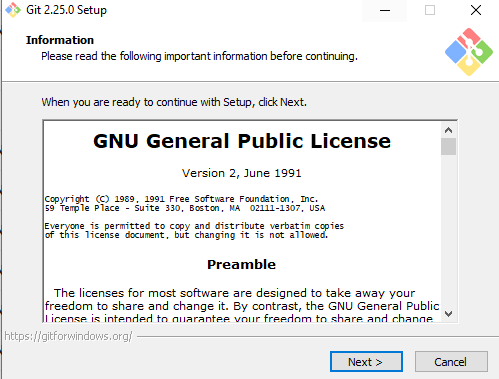 Git 2.25.0 Setup
Information
Please read the following important information before continuing.
When you are ready to continue with Setup, click Next.
GNU General Public License
Version 2, June 1991
Copyright (C) 1989, 1991 Free Software Foundation, Inc.
59 Temple Place - Suite 330, Boston, MA  02111-1307, USA
Everyone is permitted to copy and distribute verbatim copies
of this license document, but changing it is not allowed.
Preamble
The licenses for most software are designed to take away your
freedom to share and change it. By contrast, the GNU General Public
License is intended to guarantee your freedom to share and change
https://gitforwindows.org/
Next >
Cancel